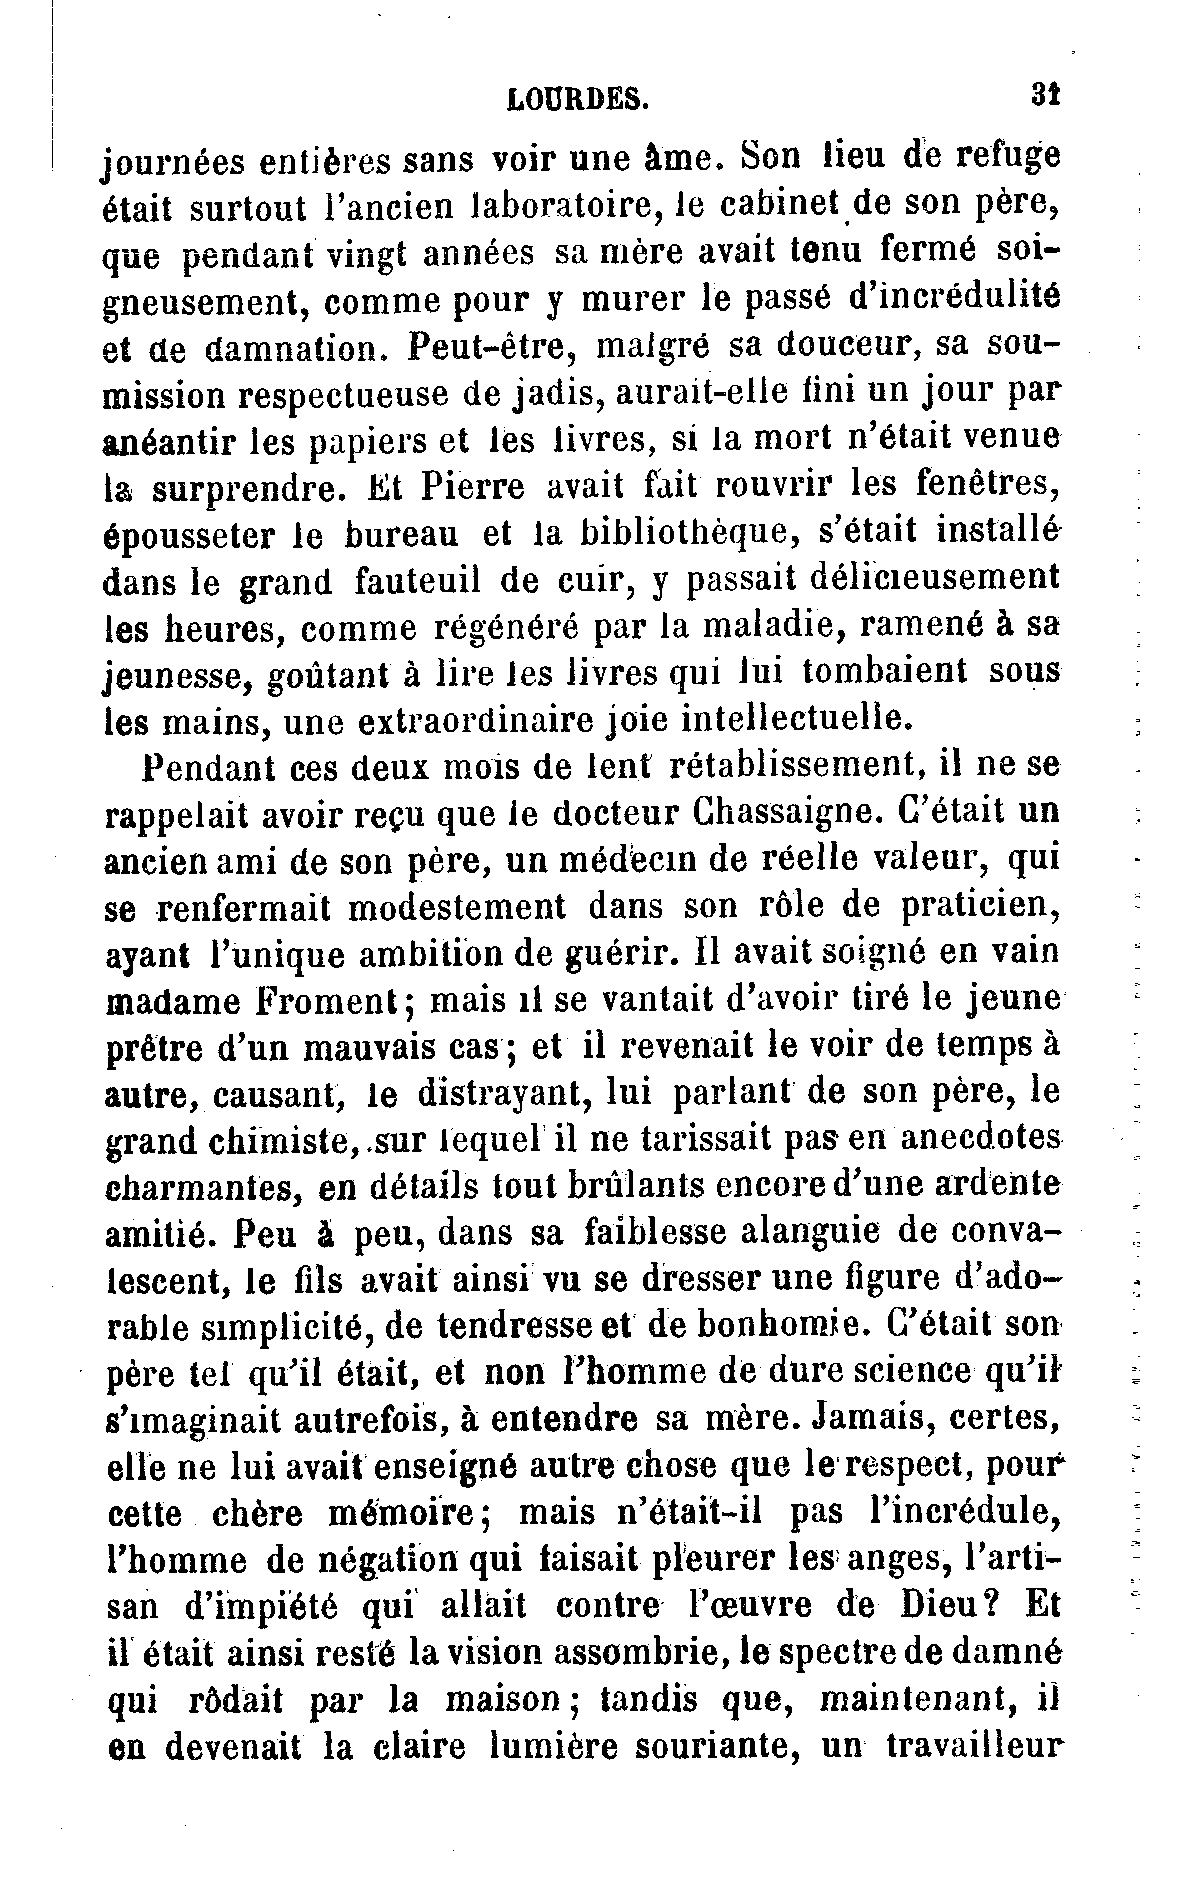 LOURDES. 31
journées entières sans voir une âme. Son lieu de refuge
était surtout l'ancien laboratoire, le cabinet de son père,
que pendant vingt années sa mère avait tenu fermé soi-
gneusement, comme pour y murer le passé d'incrédulité
et de damnation. Peut-être, malgré sa douceur, sa sou-
mission respectueuse de jadis, aurait-elle fini un jour par
anéantir les papiers et les livres, si la mort n'était venue
la surprendre. Et Pierre avait fait rouvrir les fenêtres,
épousseter le bureau et la bibliothèque, s'était installé
dans le grand fauteuil de cuir, y passait délicieusement
les heures, comme régénéré par la maladie, ramené à sa
jeunesse, goûtant à lire les livres qui lui tombaient sous
les mains, une extraordinaire joie intellectuelle.
Pendant ces deux mois de lent rétablissement, il ne se
rappelait avoir reçu que le docteur Chassaigne. C'était un
ancien ami de son père, un médecin de réelle valeur, qui
se renfermait modestement dans son rôle de praticien,
ayant l'unique ambition de guérir. Il avait soigné en vain
madame Froment; mais il se vantait d'avoir tiré le jeune
prêtre d'un mauvais cas; et il revenait le voir de temps à
autre, causant, le distrayant, lui parlant de son père, le
grand chimiste, sur lequel il ne tarissait pas en anecdotes
charmantes, en détails tout brûlants encore d'une ardente
amitié. Peu à peu, dans sa faiblesse alanguie de conva-
lescent, le fils avait ainsi vu se dresser une figure d'ado-
rable simplicité, de tendresse et de bonhomie. C'était son
père tel qu'il était, et non l'homme de dure science qu'il
s'imaginait autrefois, à entendre sa mère. Jamais, certes,
elle ne lui avait enseigné autre chose que le respect, pour
cette chère mémoire; mais n'était-il pas l'incrédule,
l'homme de négation qui faisait pleurer les anges, l'arti-
san d'impiété qui allait contre l'œuvre de Dieu? Et
il était ainsi resté la vision assombrie, le spectre de damné
qui rôdait par la maison; tandis que, maintenant, il
en devenait la claire lumière souriante, un travailleur